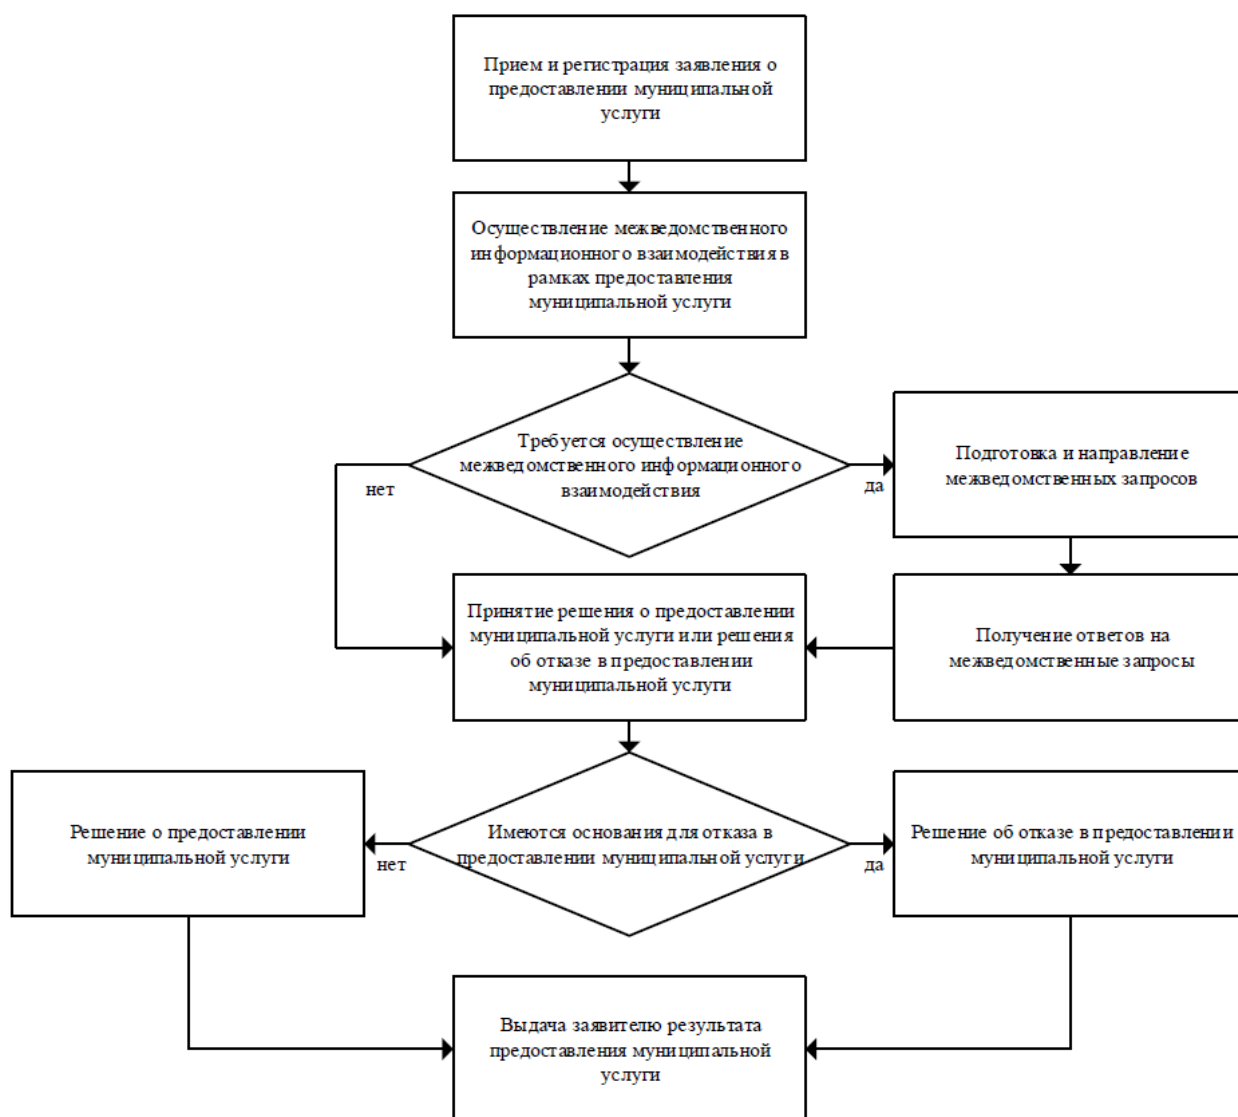 Прием и регистрация заявления о
предоставлении муниципальной
услуги
Осуществление межведомственного
информационного взаимодействия в
рамках предоставления
муниципальной услуги
Требуется осуществление
межведомственного информационного
взаимодействия
нет
да
Подготовка и направление
межведомственных запросов
Принятие решения о предоставлении
муниципальной услуги или решения
об отказе в предоставлении
муниципальной услуги
Получение ответов на
межведомственные запросы
Решение о предоставлении
муниципальной услуги
Имеются основания для отказа в
предоставлении муниципальной услуги
нет
да
Решение об отказе в предоставлении
муниципальной услуги
Выдача заявителю результата
предоставления муниципальной
услуги